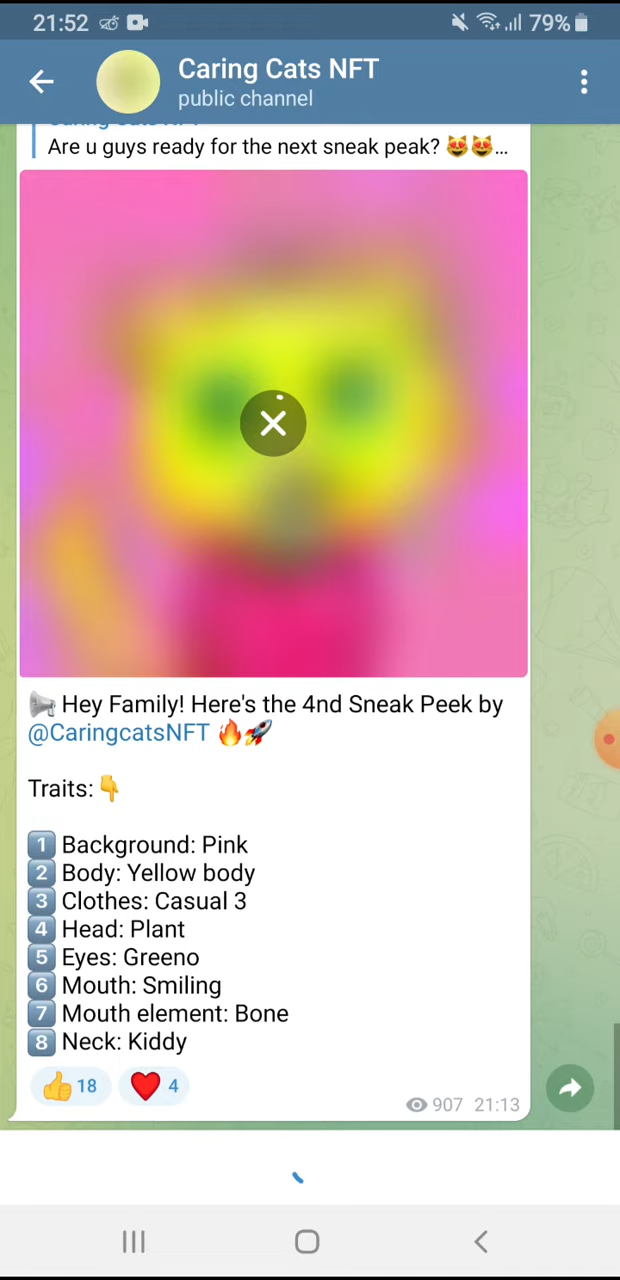 21:52
79%
Caring Cats NFT
public channel
Are u guys ready for the next sneak peak? 😻😻...
📢 Hey Family! Here's the 4nd Sneak Peek by
@CaringcatsNFT 🔥🚀
Traits:👇
1️⃣ Background: Pink
2️⃣ Body: Yellow body
3️⃣ Clothes: Casual 3
4️⃣ Head: Plant
5️⃣ Eyes: Greeno
6️⃣ Mouth: Smiling
7️⃣ Mouth element: Bone
8️⃣ Neck: Kiddy
👍 18 ❤️ 4
907 21:13